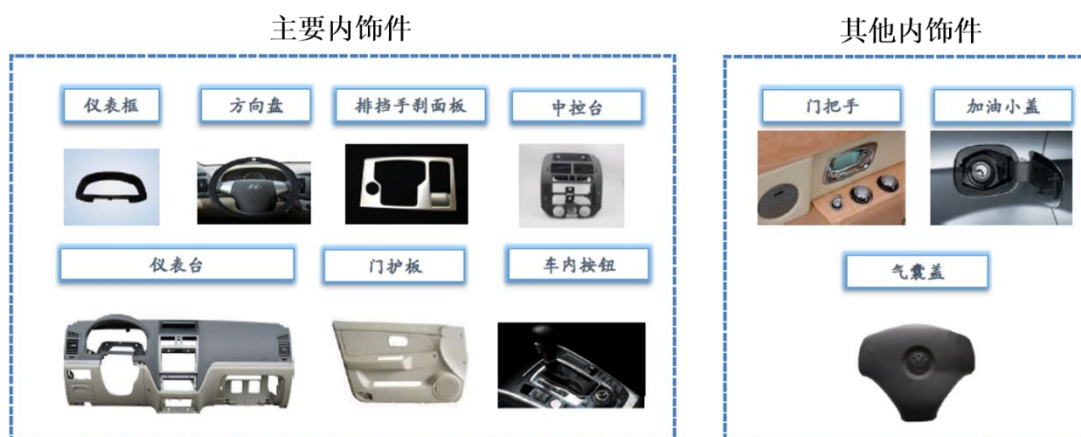 主要内饰件
其他内饰件
仪表框
方向盘
排挡手刹面板
中控台
仪表台
门护板
车内按钮
门把手
加油小盖
气囊盖